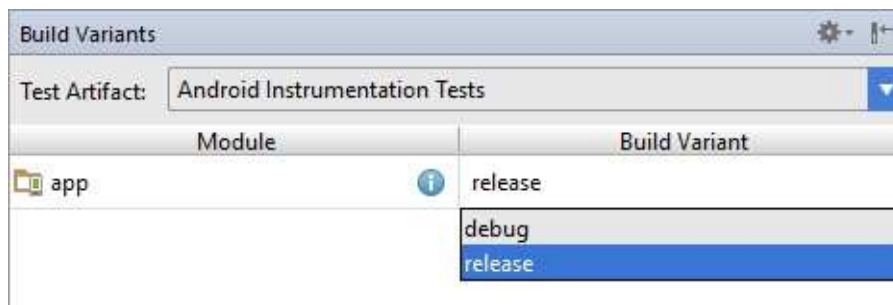 Build Variants
Test Artifact: Android Instrumentation Tests
Module Build Variant
app release
debug
release